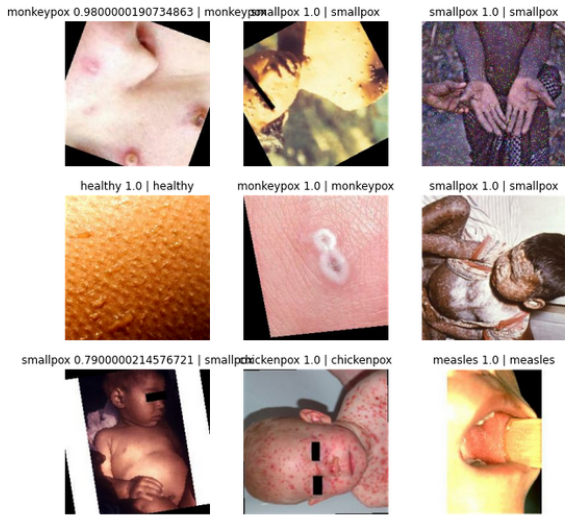 monkeypox 0.9800000190734863 | monkeypox
smallpox 1.0 | smallpox
smallpox 1.0 | smallpox
healthy 1.0 | healthy
monkeypox 1.0 | monkeypox
smallpox 1.0 | smallpox
smallpox 0.7900000214576721 | smallpox
chickenpox 1.0 | chickenpox
measles 1.0 | measles